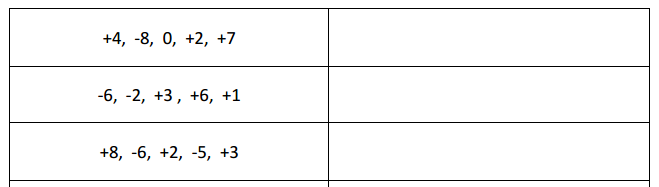 +4, -8, 0, +2, +7
-6, -2, +3 , +6, +1
+8, -6, +2, -5, +3